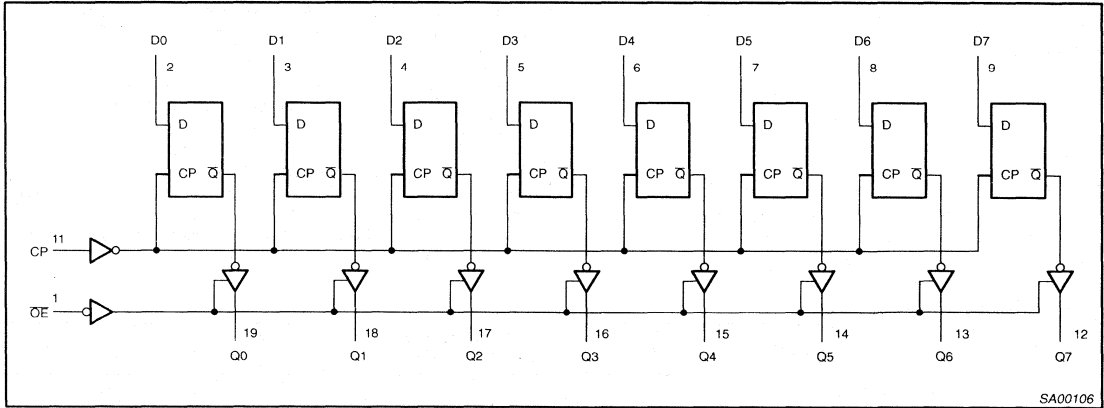 D0 D1 D2 D3 D4 D5 D6 D7
2 3 4 5 6 7 8 9
D D D D D D D D
CP Q̅ CP Q̅ CP Q̅ CP Q̅ CP Q̅ CP Q̅ CP Q̅ CP Q̅
CP 11
O̅E̅ 1
19 18 17 16 15 14 13 12
Q0 Q1 Q2 Q3 Q4 Q5 Q6 Q7
SA00106